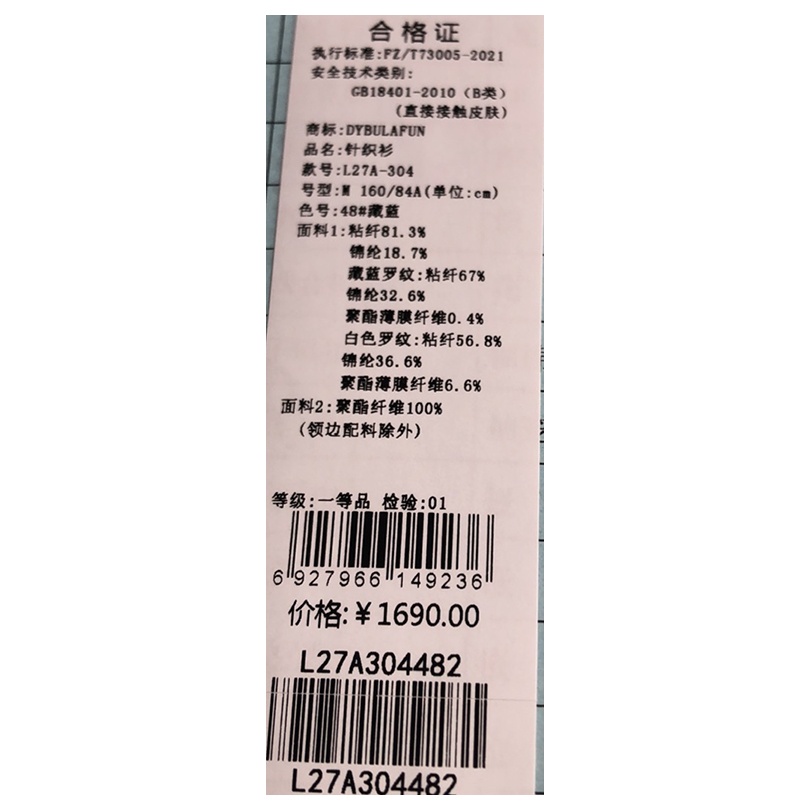 合格证
执行标准:FZ/T73005-2021
安全技术类别:
GB18401-2010（B类）
(直接接触皮肤)
商标:DYBULAFUN
品名:针织衫
款号:L27A-304
号型:M 160/84A(单位:cm)
色号:48#藏蓝
面料1:粘纤81.3%
锦纶18.7%
藏蓝罗纹:粘纤67%
锦纶32.6%
聚酯薄膜纤维0.4%
白色罗纹:粘纤56.8%
锦纶36.6%
聚酯薄膜纤维6.6%
面料2:聚酯纤维100%
(领边配料除外)
等级:一等品 检验:01
6 927966 149236
价格:￥1690.00
L27A304482
L27A304482